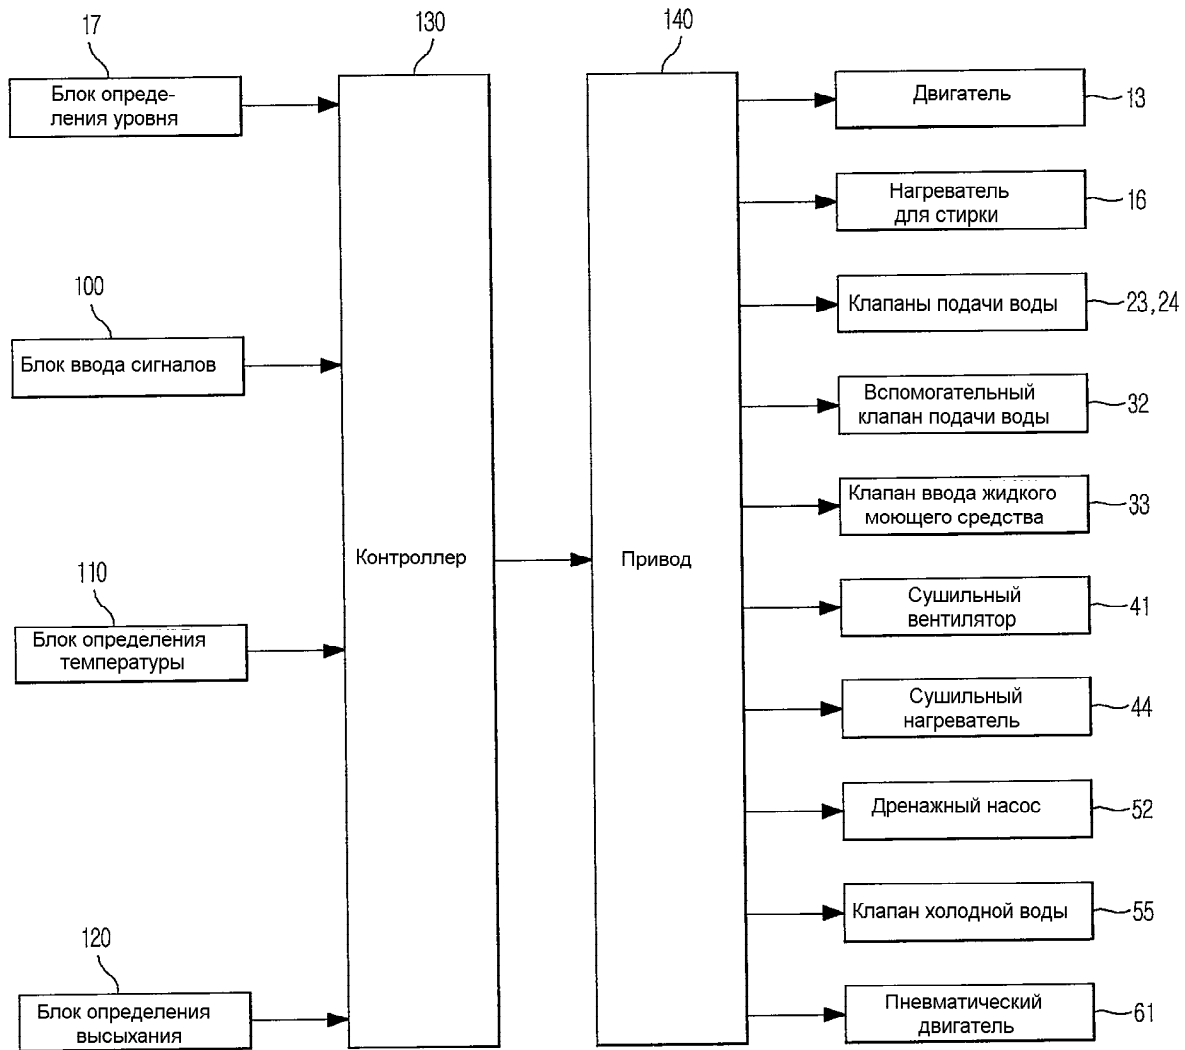 17
Блок опреде-
ления уровня
100
Блок ввода сигналов
110
Блок определения
температуры
120
Блок определения
высыхания
130
Контроллер
140
Привод
Двигатель
13
Нагреватель
для стирки
16
Клапаны подачи воды
23,24
Вспомогательный
клапан подачи воды
32
Клапан ввода жидкого
моющего средства
33
Сушильный
вентилятор
41
Сушильный
нагреватель
44
Дренажный насос
52
Клапан холодной воды
55
Пневматический
двигатель
61